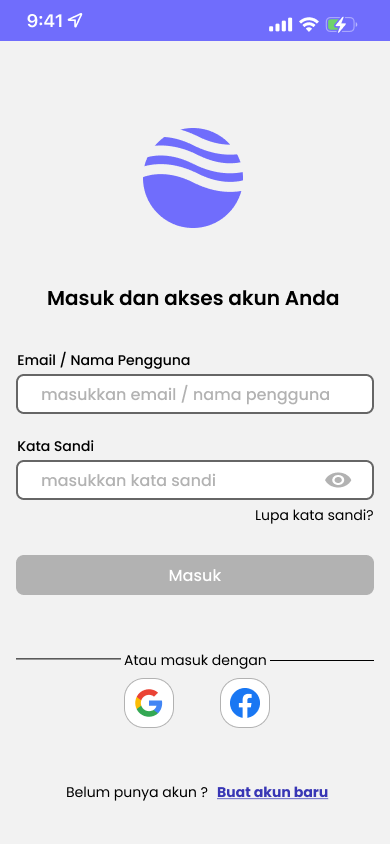 9:41
Masuk dan akses akun Anda
Email / Nama Pengguna
masukkan email / nama pengguna
Kata Sandi
masukkan kata sandi
Lupa kata sandi?
Masuk
Atau masuk dengan
Belum punya akun ? Buat akun baru